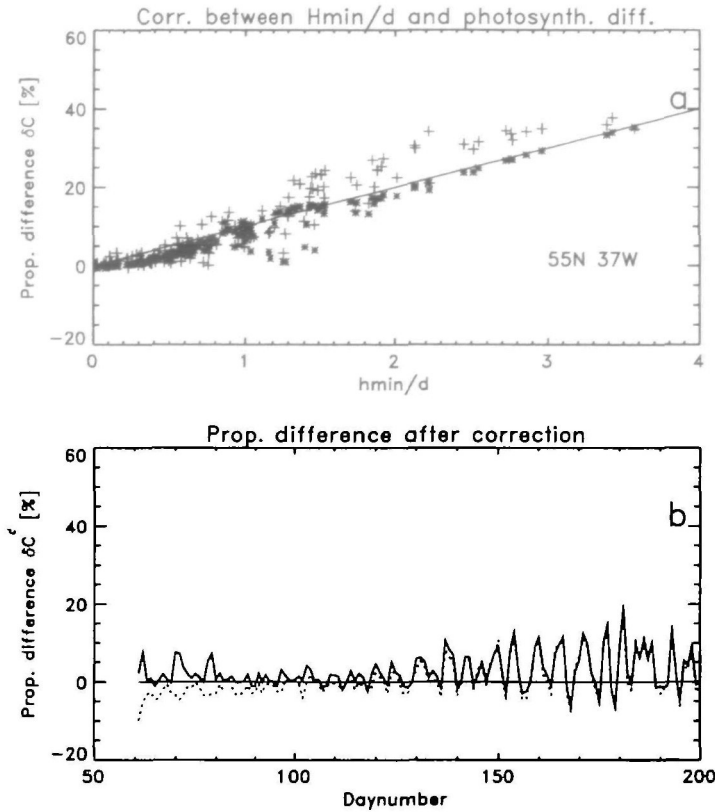 Corr. between Hmin/d and photosynth. diff.
Prop. difference δC [%]
60
40
20
0
−20
a
55N 37W
0
1
2
3
4
hmin/d
Prop. difference after correction
Prop. difference δC' [%]
60
40
20
0
−20
b
50
100
150
200
Daynumber